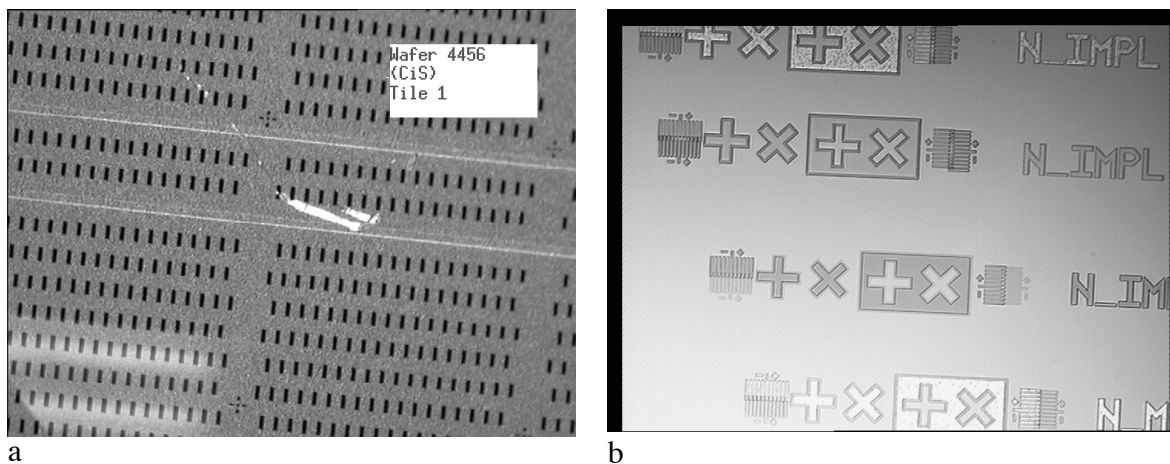 Wafer 4456
(CiS)
Tile 1
N_IMPL
N_IMPL
N_IM
N_M
a
b